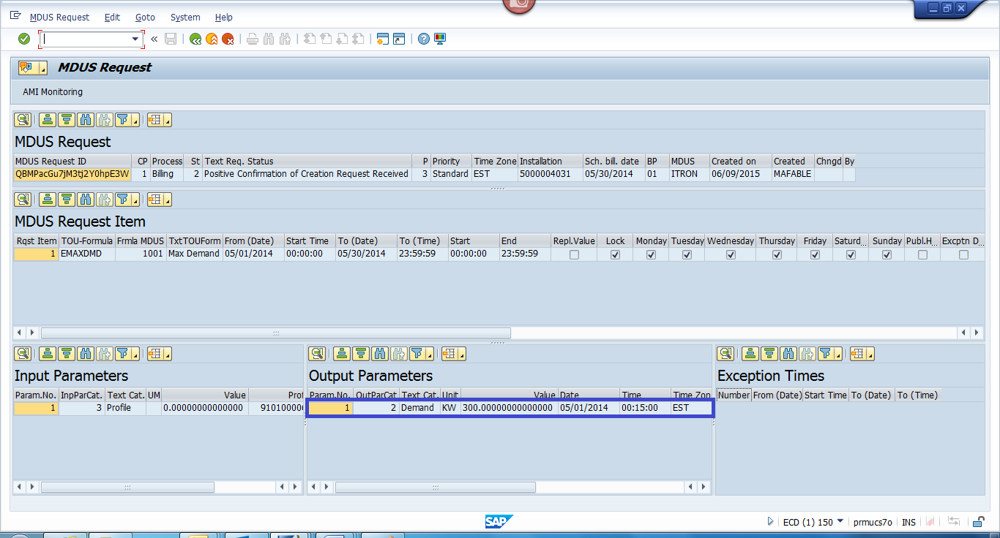 MDUS Request Edit Goto System Help
MDUS Request
AMI Monitoring
MDUS Request
MDUS Request ID CP Process St Text Req. Status P Priority Time Zone Installation Sch. bill. date BP MDUS Created on Created Chngd By
QBMPacGu7jM3tj2Y0hpE3W 1 Billing 2 Positive Confirmation of Creation Request Received 3 Standard EST 5000004031 05/30/2014 01 ITRON 06/09/2015 MAFABLE
MDUS Request Item
Rqst Item TOU-Formula Frmla MDUS TxtTOUForm From (Date) Start Time To (Date) To (Time) Start End Repl.Value Lock Monday Tuesday Wednesday Thursday Friday Saturd... Sunday Publ.H... Excptn D...
1 EMAXDMD 1001 Max Demand 05/01/2014 00:00:00 05/30/2014 23:59:59 00:00:00 23:59:59
Input Parameters Output Parameters Exception Times
Param.No. InpParCat. Text Cat. UM Value Prof Param.No. OutParCat Text Cat. Unit Value Date Time Time Zon Number From (Date) Start Time To (Date) To (Time)
1 3 Profile 0.00000000000000 91010000 1 2 Demand KW 300.00000000000000 05/01/2014 00:15:00 EST
SAP ECD (1) 150 prmucs7o INS